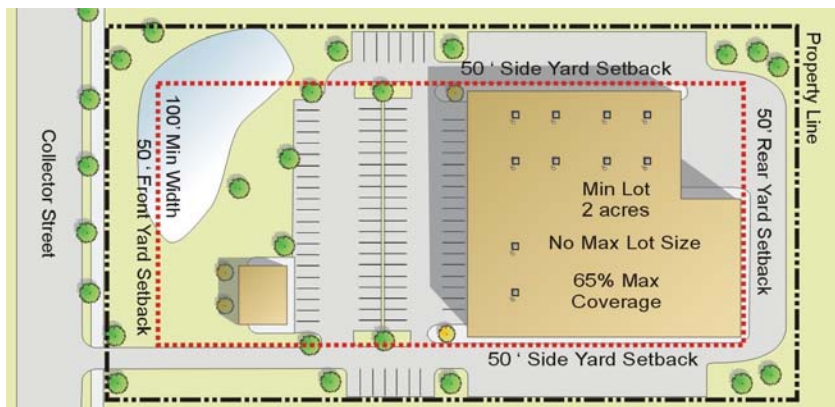 Collector Street
50 ' Front Yard Setback
100' Min Width
50 ' Side Yard Setback
Min Lot
2 acres
No Max Lot Size
65% Max
Coverage
50 ' Side Yard Setback
50' Rear Yard Setback
Property Line